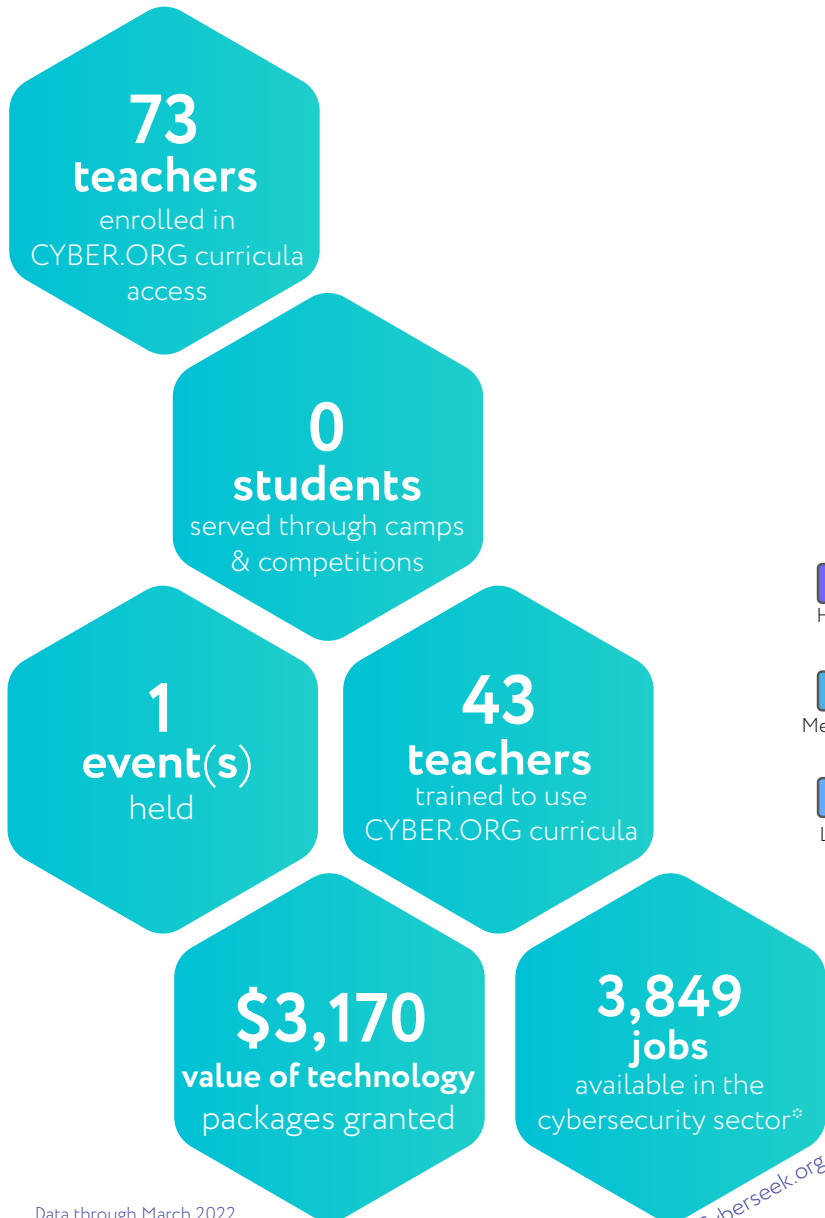 73
teachers
enrolled in
CYBER.ORG curricula
access
0
students
served through camps
& competitions
1
event(s)
held
43
teachers
trained to use
CYBER.ORG curricula
$3,170
value of technology
packages granted
3,849
jobs
available in the
cybersecurity sector*
Data through March 2022
yberseek.org